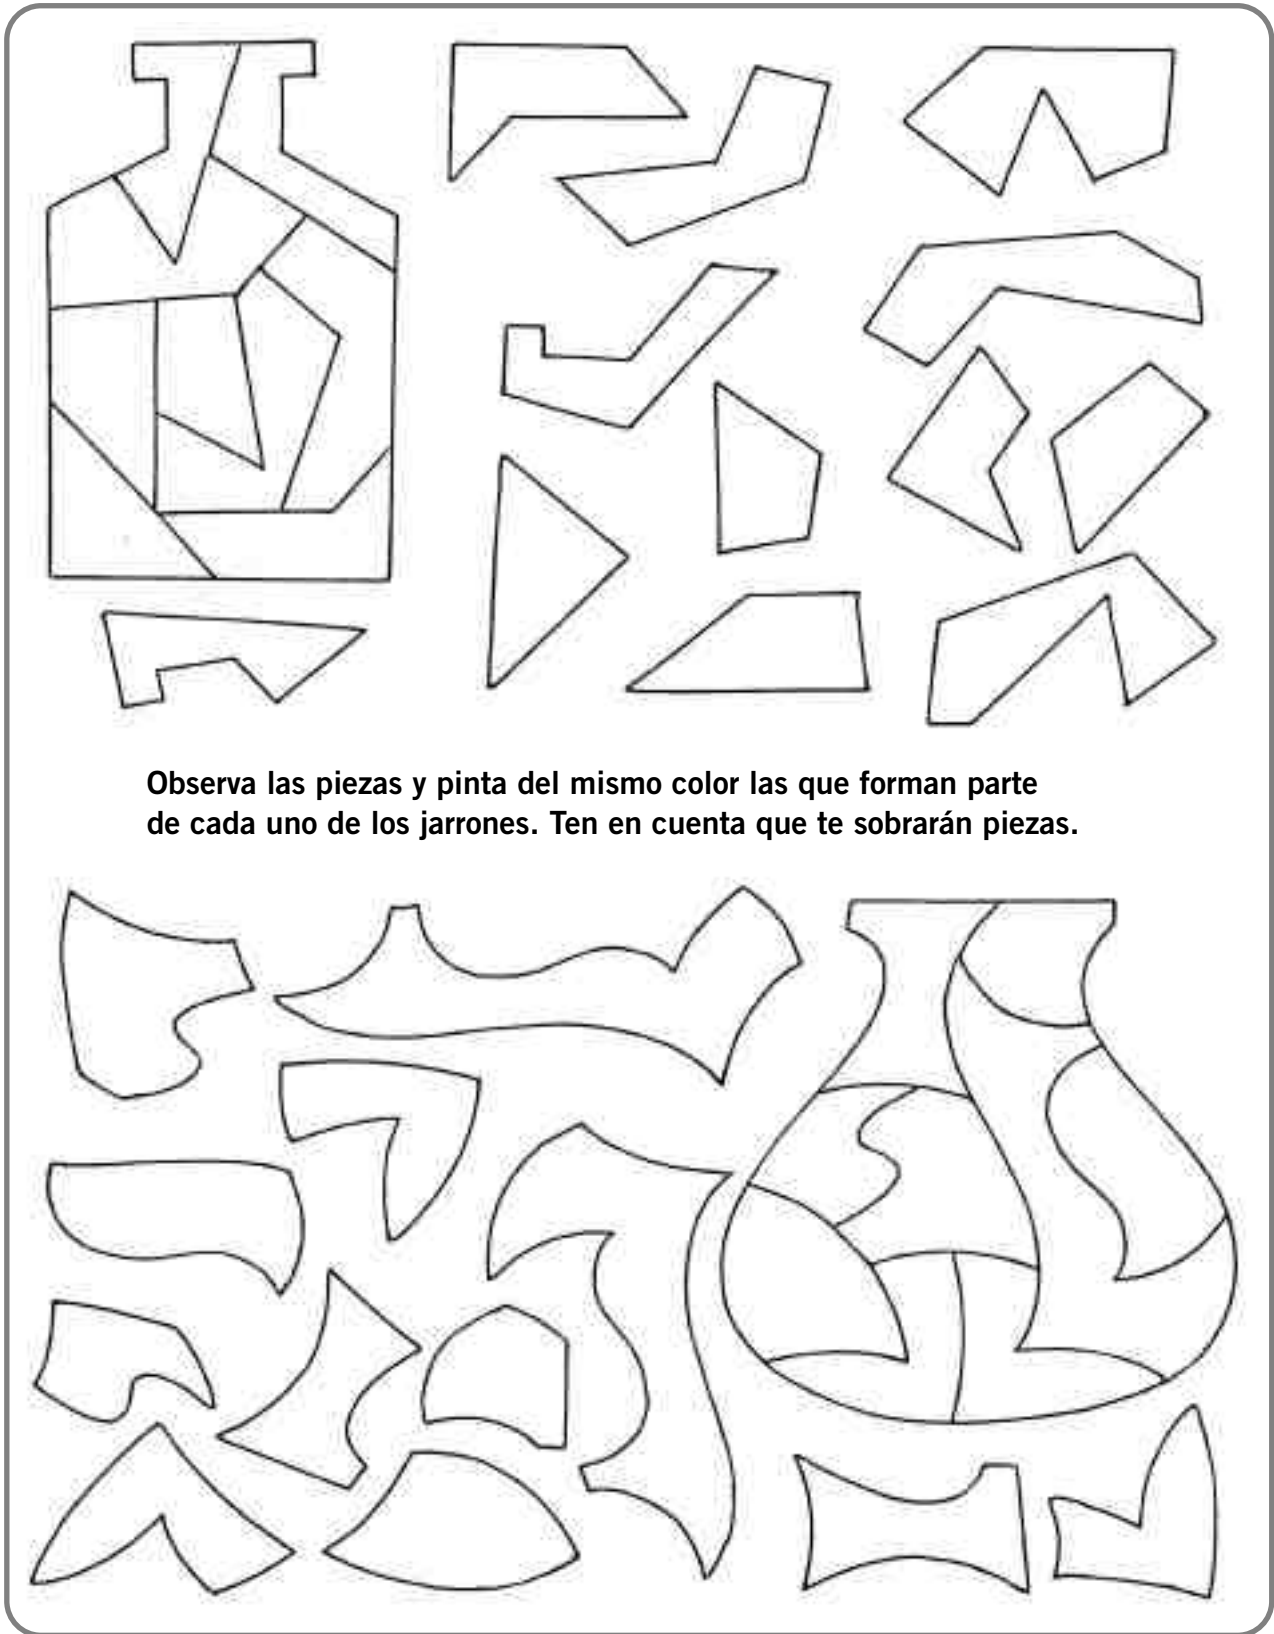 Observa las piezas y pinta del mismo color las que forman parte
de cada uno de los jarrones. Ten en cuenta que te sobrarán piezas.